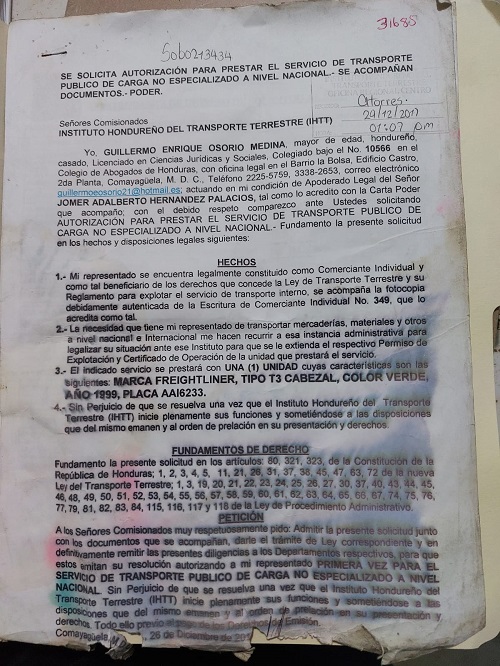 31685
Sobo213434
SE SOLICITA AUTORIZACIÓN PARA PRESTAR EL SERVICIO DE TRANSPORTE
PUBLICO DE CARGA NO ESPECIALIZADO A NIVEL NACIONAL.- SE ACOMPAÑAN
DOCUMENTOS.- PODER.
Señores Comisionados
INSTITUTO HONDUREÑO DEL TRANSPORTE TERRESTRE (IHTT)
29/12/2017
01:07 pm
Yo, GUILLERMO ENRIQUE OSORIO MEDINA, mayor de edad, hondureño,
casado, Licenciado en Ciencias Jurídicas y Sociales, Colegiado bajo el No. 10566 en el
Colegio de Abogados de Honduras, con oficina legal en el Barrio la Bolsa, Edificio Castro,
2da Planta, Comayagüela, M. D. C., Teléfono 2225-5759, 3338-2653, correo electrónico
guillermoeosorio21@hotmail.es; actuando en mi condición de Apoderado Legal del Señor
JOMER ADALBERTO HERNANDEZ PALACIOS, tal como lo acredito con la Carta Poder
que acompaño; con el debido respeto comparezco ante Ustedes solicitando
AUTORIZACIÓN PARA PRESTAR EL SERVICIO DE TRANSPORTE PUBLICO DE
CARGA NO ESPECIALIZADO A NIVEL NACIONAL.- Fundamento la presente solicitud
en los hechos y disposiciones legales siguientes:
HECHOS
1.- Mi representado se encuentra legalmente constituido como Comerciante Individual y
como tal beneficiario de los derechos que concede la Ley de Transporte Terrestre y su
Reglamento para explotar el servicio de transporte interno, se acompaña la fotocopia
debidamente autenticada de la Escritura de Comerciante Individual No. 349, que lo
acredita como tal.
2.- La necesidad que tiene mi representado de transportar mercaderías, materiales y otros
a nivel nacional e Internacional me hacen recurrir a esa instancia administrativa para
legalizar su situación ante ese Instituto para que se le extienda el respectivo Permiso de
Explotación y Certificado de Operación de la unidad que prestará el servicio.
3.- El indicado servicio se prestará con UNA (1) UNIDAD cuyas características son las
siguientes: MARCA FREIGHTLINER, TIPO T3 CABEZAL, COLOR VERDE,
AÑO 1999, PLACA AAI6233.
4.- Sin Perjuicio de que se resuelva una vez que el Instituto Hondureño del Transporte
Terrestre (IHTT) inicie plenamente sus funciones y sometiéndose a las disposiciones
que del mismo emanen y al orden de prelación en su presentación y derechos.
FUNDAMENTOS DE DERECHO
Fundamento la presente solicitud en los artículos: 80, 321, 323, de la Constitución de la
República de Honduras; 1, 2, 3, 4, 5, 11, 21, 26, 31, 37, 38, 45, 47, 63, 72 de la nueva
Ley del Transporte Terrestre; 1, 3, 19, 20, 21, 22, 23, 24, 25, 26, 27, 30, 37, 40, 43, 44, 45,
46, 48, 49, 50, 51, 52, 53, 54, 55, 56, 57, 58, 59, 60, 61, 62, 63, 64, 65, 66, 67, 74, 75, 76,
77, 79, 81, 82, 83, 84, 115, 116, 117 y 118 de la Ley de Procedimiento Administrativo.
PETICIÓN
A los Señores Comisionados muy respetuosamente pido: Admitir la presente solicitud junto
con los documentos que se acompañan, darle el trámite de Ley correspondiente y en
definitivamente remitir las presentes diligencias a los Departamentos respectivos, para que
estos emitan su resolución autorizando a mi representado PRIMERA VEZ PARA EL
SERVICIO DE TRANSPORTE PUBLICO DE CARGA NO ESPECIALIZADO A NIVEL
NACIONAL. Sin Perjuicio de que se resuelva una vez que el Instituto Hondureño del
Transporte Terrestre (IHTT) inicie plenamente sus funciones y sometiéndose a las
disposiciones que del mismo emanen y al orden de prelación en su presentación y
derechos. Todo ello previo al Emisión.
Comayagüela, M. 26 de Diciembre de